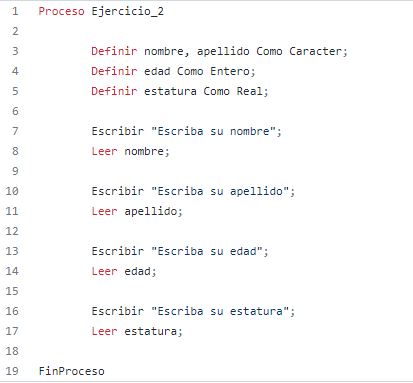 1 Proceso Ejercicio_2
2
3 Definir nombre, apellido Como Caracter;
4 Definir edad Como Entero;
5 Definir estatura Como Real;
6
7 Escribir "Escriba su nombre";
8 Leer nombre;
9
10 Escribir "Escriba su apellido";
11 Leer apellido;
12
13 Escribir "Escriba su edad";
14 Leer edad;
15
16 Escribir "Escriba su estatura";
17 Leer estatura;
18
19 FinProceso